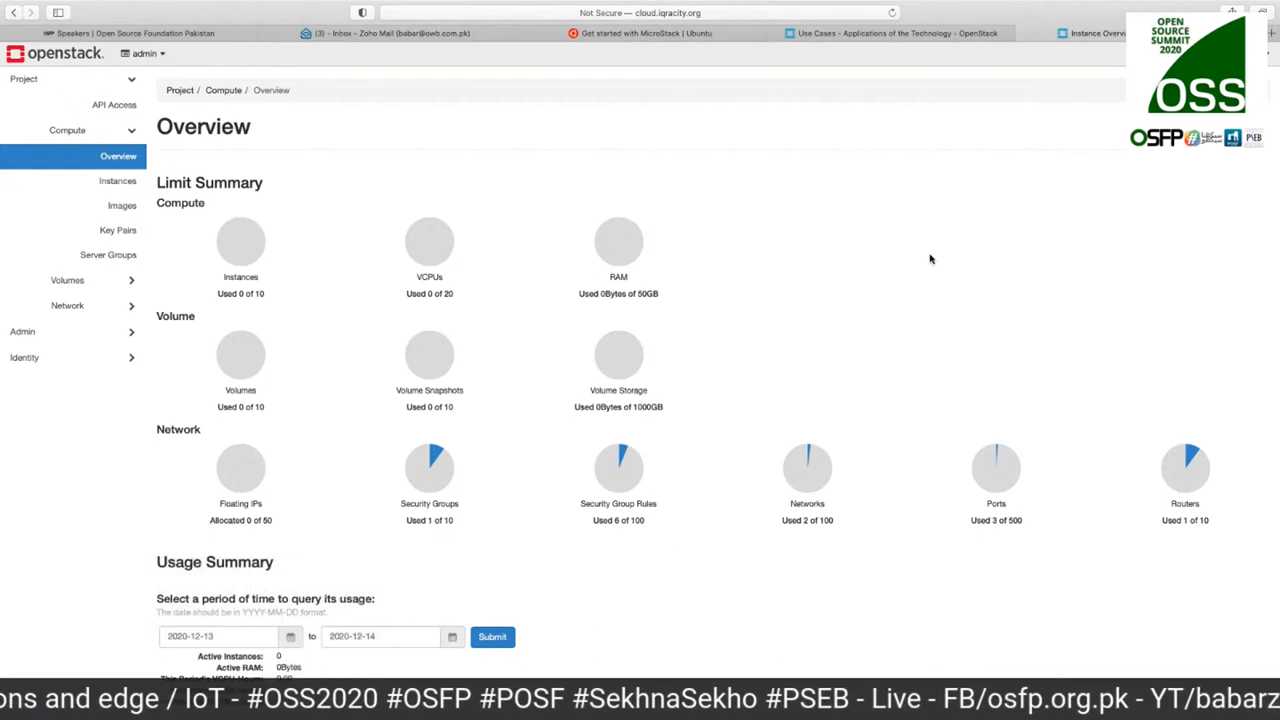 Not Secure — cloud.iqracity.org
Speakers | Open Source Foundation Pakistan
(3) - Inbox - Zoho Mail (babar@owb.com.pk)
Get started with MicroStack | Ubuntu
Use Cases - Applications of the Technology - OpenStack
Instance Overvi
openstack.
admin
OPEN
SOURCE
SUMMIT
2020
OSS
OSFP
PSEB
Project
API Access
Compute
Overview
Instances
Images
Key Pairs
Server Groups
Volumes
Network
Admin
Identity
Project / Compute / Overview
Overview
Limit Summary
Compute
Instances
Used 0 of 10
VCPUs
Used 0 of 20
RAM
Used 0Bytes of 50GB
Volume
Volumes
Used 0 of 10
Volume Snapshots
Used 0 of 10
Volume Storage
Used 0Bytes of 1000GB
Network
Floating IPs
Allocated 0 of 50
Security Groups
Used 1 of 10
Security Group Rules
Used 6 of 100
Networks
Used 2 of 100
Ports
Used 3 of 500
Routers
Used 1 of 10
Usage Summary
Select a period of time to query its usage:
The date should be in YYYY-MM-DD format.
2020-12-13 to 2020-12-14 Submit
Active Instances: 0
Active RAM: 0Bytes
ons and edge / IoT - #OSS2020 #OSFP #POSF #SekhnaSekho #PSEB - Live - FB/osfp.org.pk - YT/babarz